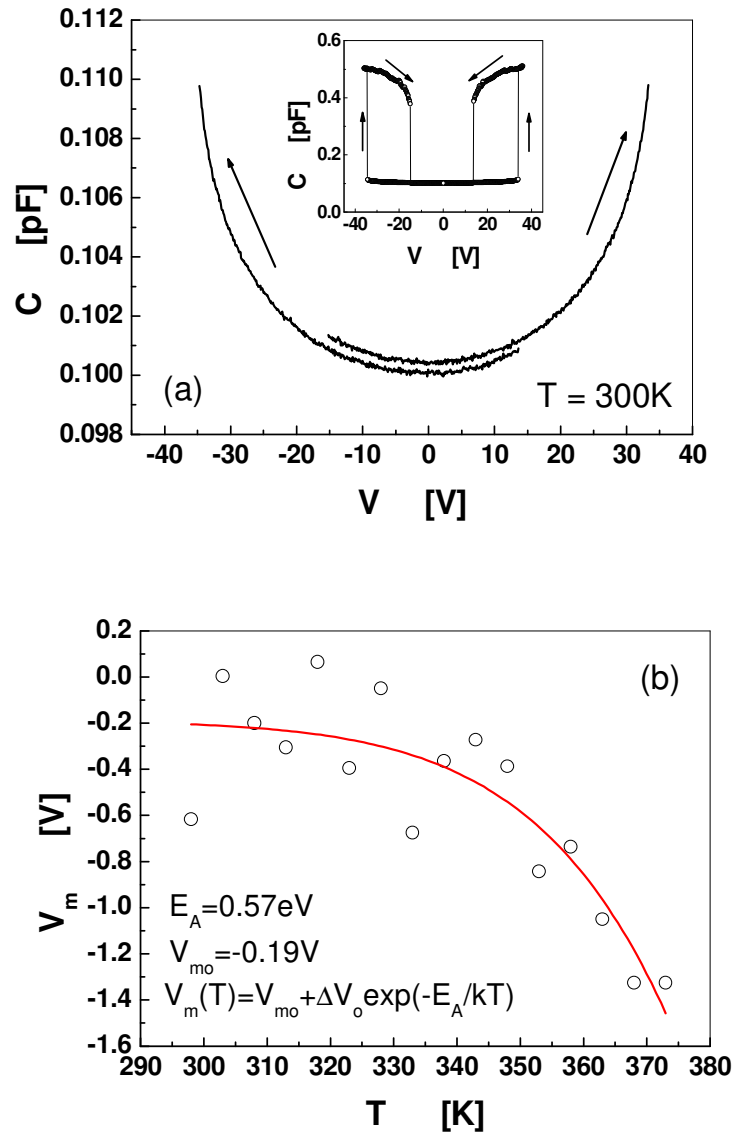 0.112
0.110
0.108
0.106
0.104
0.102
0.100
0.098
C [pF]
-40 -30 -20 -10 0 10 20 30 40
V [V]
(a)
T = 300K
0.6
0.4
0.2
0.0
C [pF]
-40 -20 0 20 40
V [V]
0.2
0.0
-0.2
-0.4
-0.6
-0.8
-1.0
-1.2
-1.4
-1.6
V_m [V]
(b)
E_A=0.57eV
V_mo=-0.19V
V_m(T)=V_mo+ΔV_o exp(-E_A/kT)
290 300 310 320 330 340 350 360 370 380
T [K]